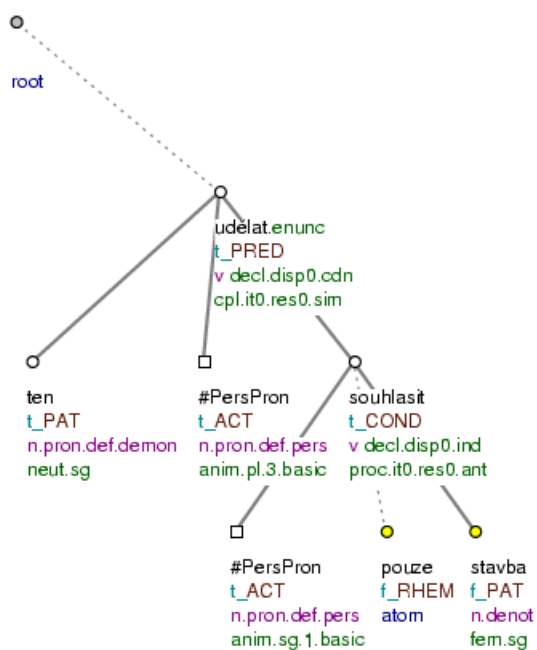 root
udělat.enunc
t_PRED
v decl.disp0.cdn
cpl.it0.res0.sim
ten
t_PAT
n.pron.def.demon
neut.sg
#PersPron
t_ACT
n.pron.def.pers
anim.pl.3.basic
souhlasit
t_COND
v decl.disp0.ind
proc.it0.res0.ant
#PersPron
t_ACT
n.pron.def.pers
anim.sg.1.basic
pouze
f_RHEM
atom
stavba
f_PAT
n.denot
fem.sg